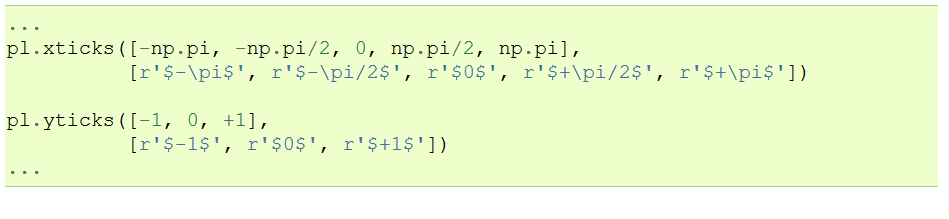 ...
pl.xticks([-np.pi, -np.pi/2, 0, np.pi/2, np.pi],
          [r'$-\pi$', r'$-\pi/2$', r'$0$', r'$+\pi/2$', r'$+\pi$'])
pl.yticks([-1, 0, +1],
          [r'$-1$', r'$0$', r'$+1$'])
...